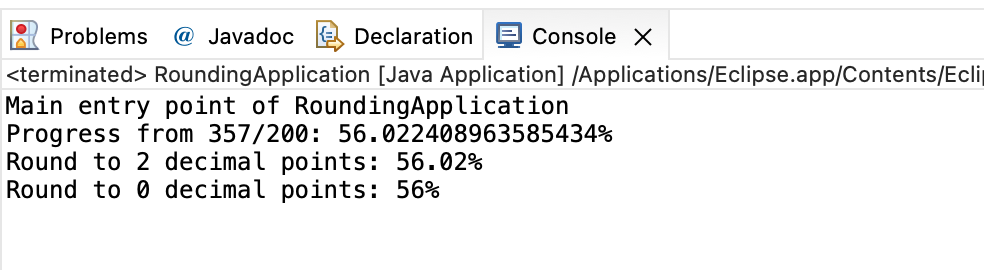 Problems @ Javadoc Declaration Console
<terminated> RoundingApplication [Java Application] /Applications/Eclipse.app/Contents/Ecli
Main entry point of RoundingApplication
Progress from 357/200: 56.022408963585434%
Round to 2 decimal points: 56.02%
Round to 0 decimal points: 56%